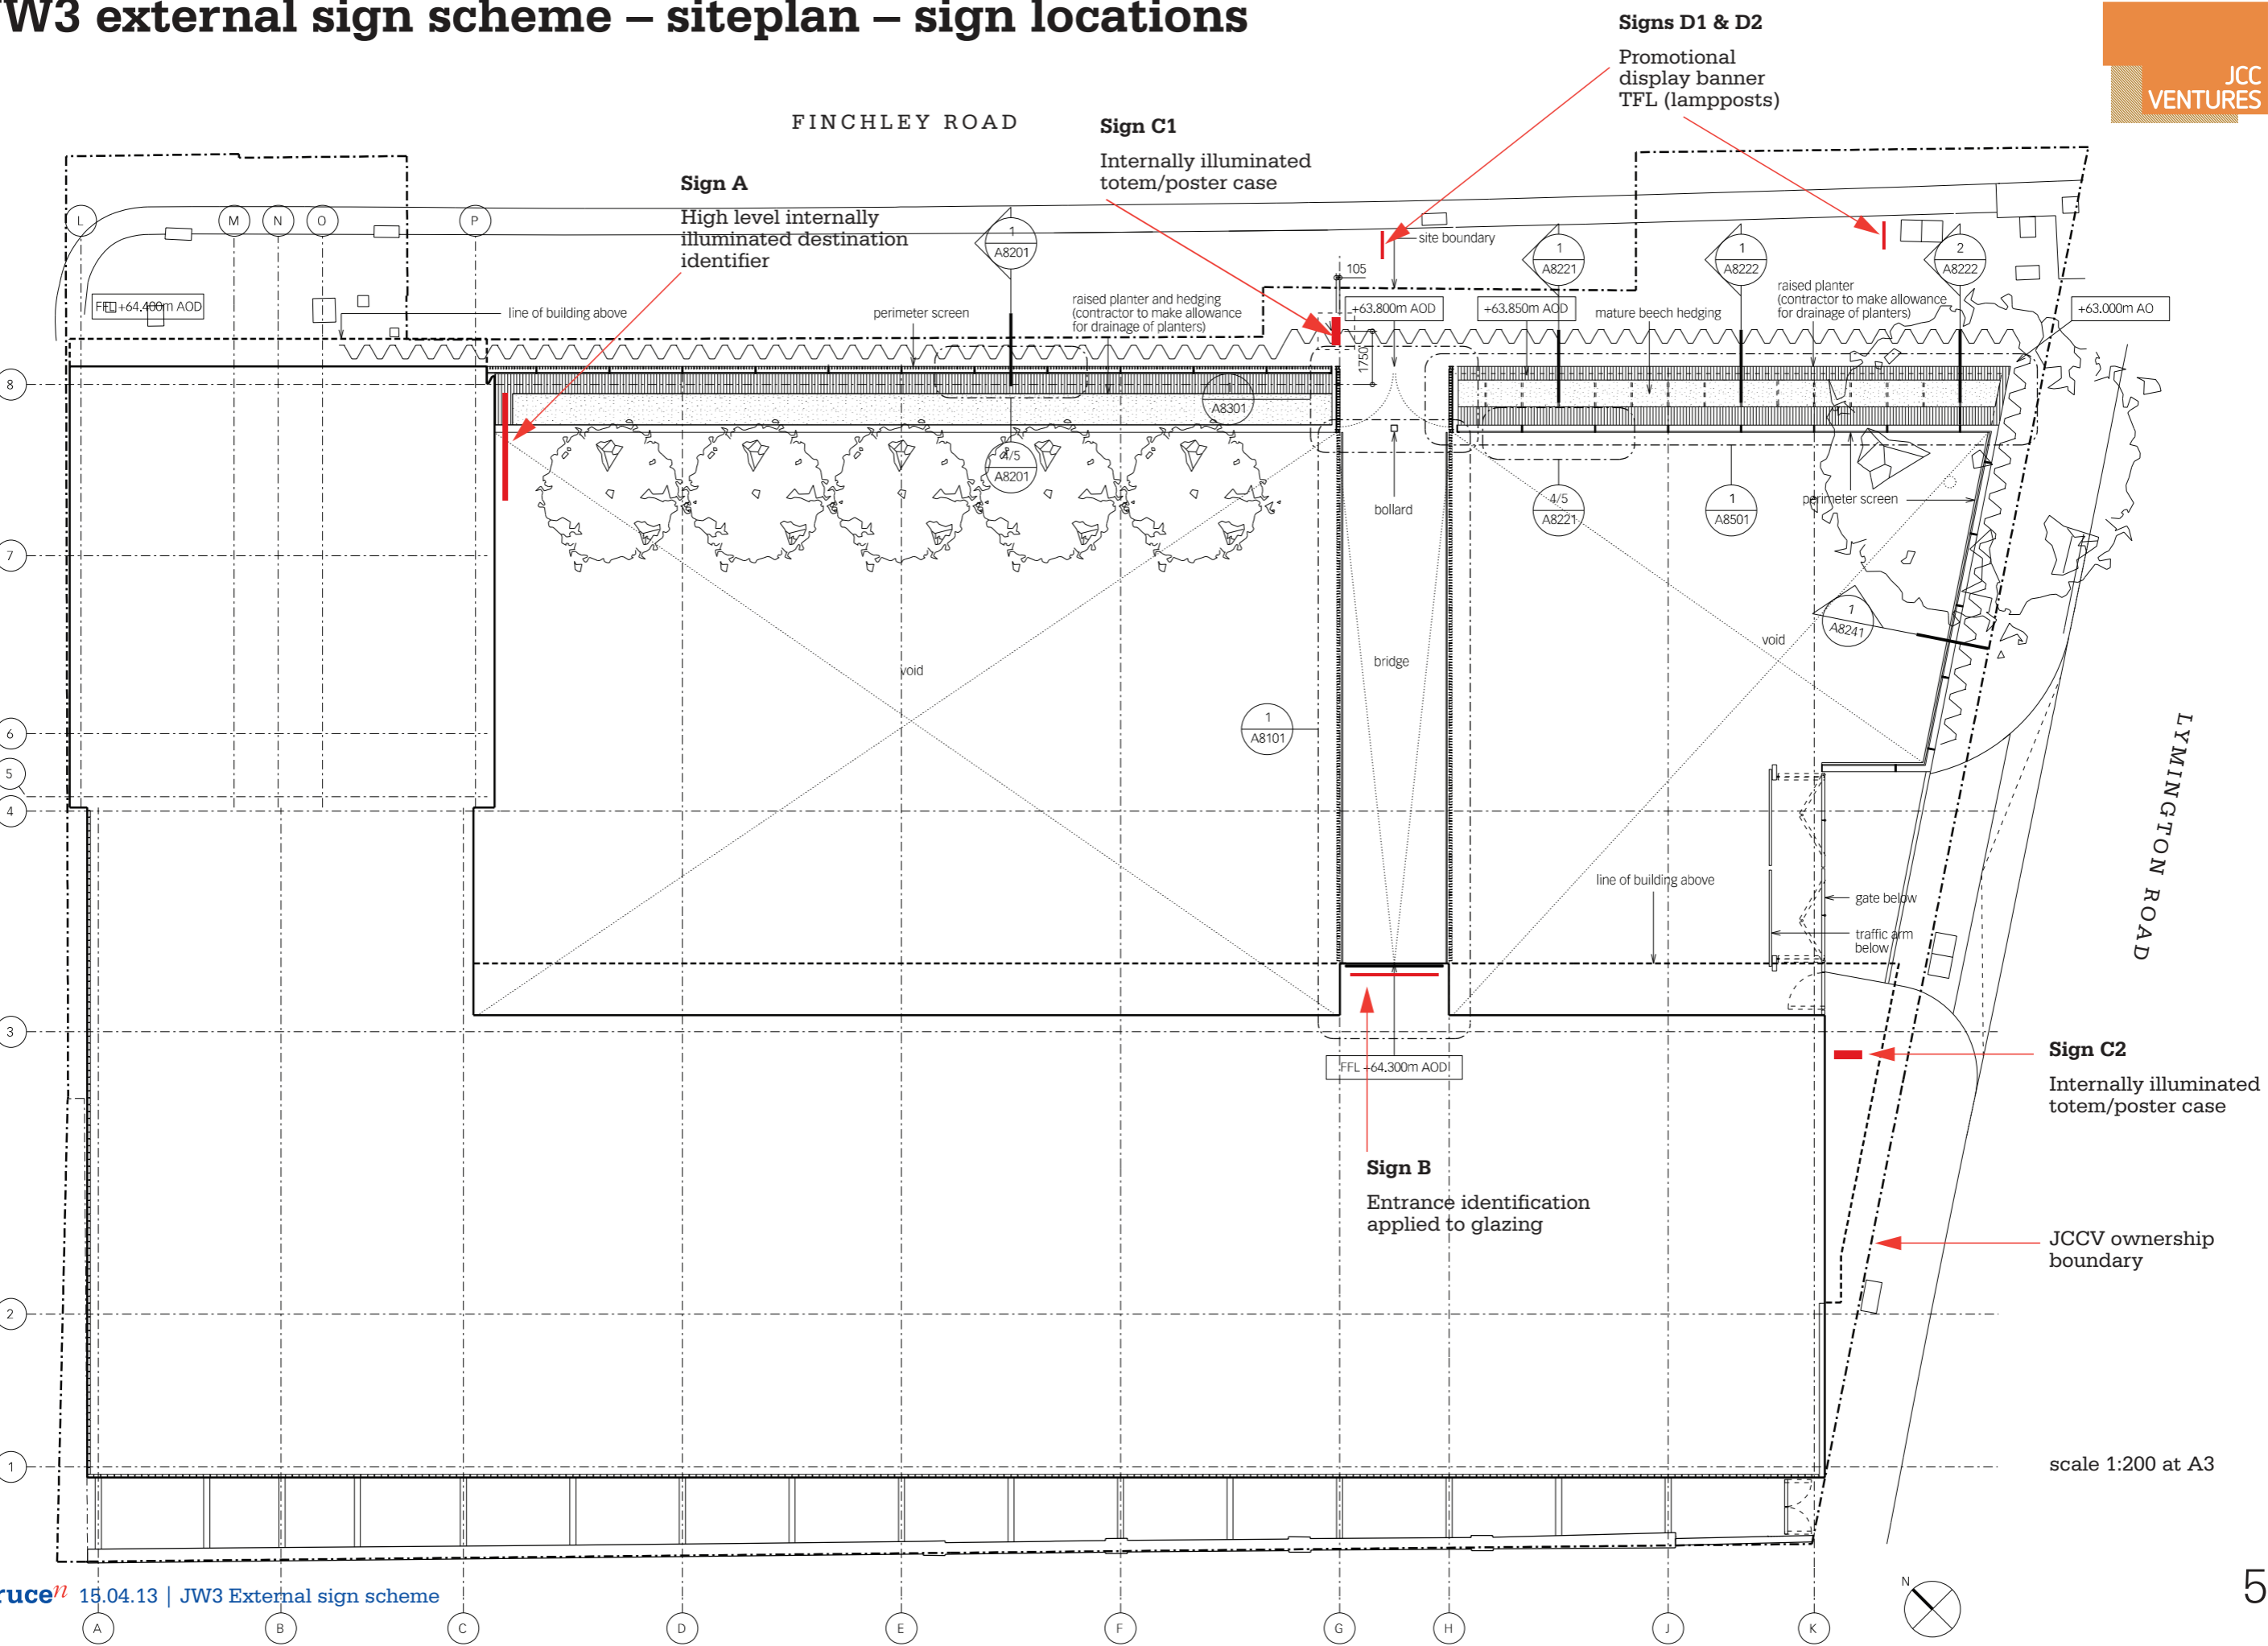 W3 external sign scheme – siteplan – sign locations
Signs D1 & D2
Promotional
display banner
TFL (lampposts)
JCC
VENTURES
FINCHLEY ROAD
Sign C1
Internally illuminated
totem/poster case
Sign A
High level internally
illuminated destination
identifier
L
M
N
O
P
1
A8201
site boundary
1
A8221
1
A8222
2
A8222
105
FFL +64.400m AOD
line of building above
perimeter screen
raised planter and hedging
(contractor to make allowance
for drainage of planters)
+63.800m AOD
+63.850m AOD
mature beech hedging
raised planter
(contractor to make allowance
for drainage of planters)
+63.000m AO
1750
8
1
A8301
4/5
A8201
bollard
4/5
A8221
1
A8501
perimeter screen
7
1
A8241
void
bridge
void
6
1
A8101
5
4
LYMINGTON ROAD
line of building above
gate below
traffic arm
below
3
FFL +64.300m AOD
Sign C2
Internally illuminated
totem/poster case
Sign B
Entrance identification
applied to glazing
JCCV ownership
boundary
2
1
scale 1:200 at A3
ruce n 15.04.13 | JW3 External sign scheme
N
5
A
B
C
D
E
F
G
H
J
K